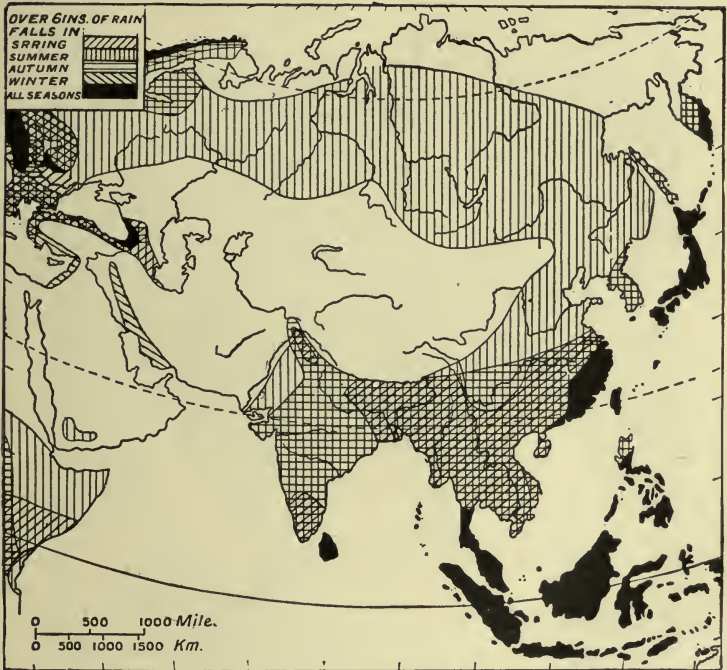 OVER 6INS. OF RAIN
FALLS IN:
SPRING
SUMMER
AUTUMN
WINTER
ALL SEASONS
0 500 1000 Mile.
0 500 1000 1500 Km.